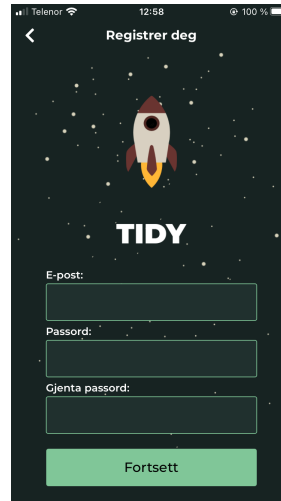 Telenor 12:58 100 %
Registrer deg
TIDY
E-post:
Passord:
Gjenta passord:
Fortsett